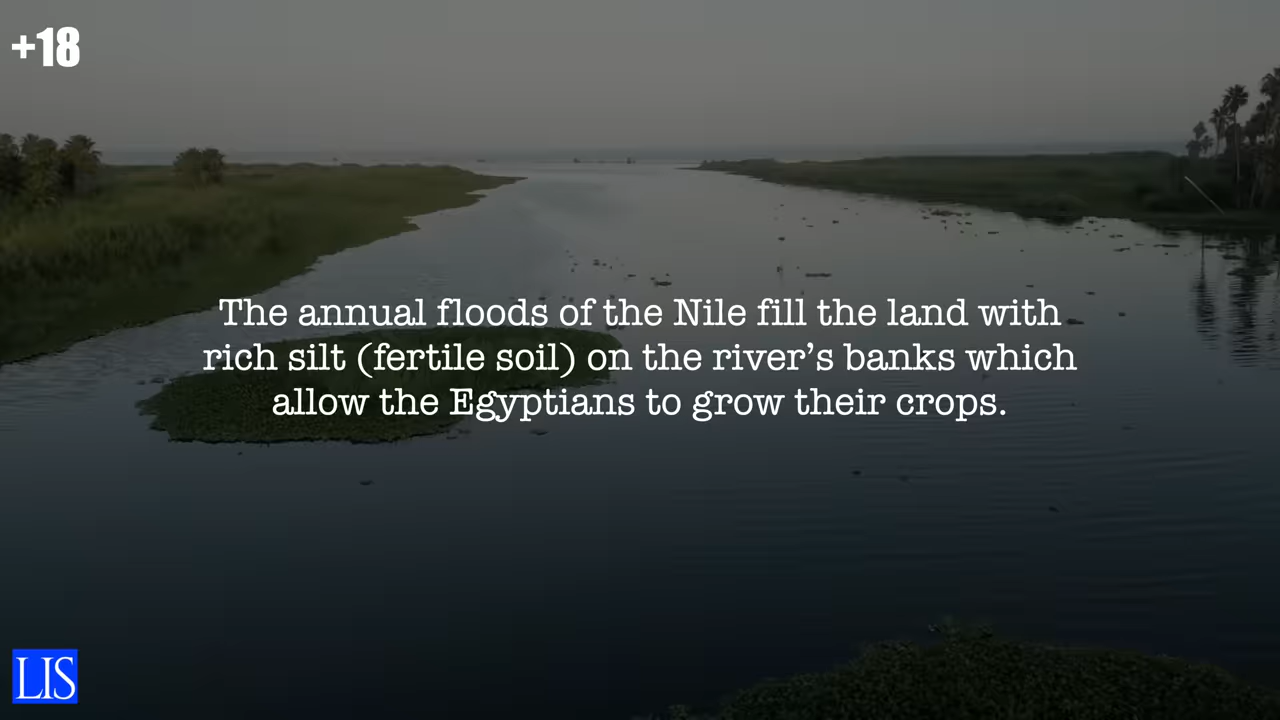 +18
The annual floods of the Nile fill the land with
rich silt (fertile soil) on the river’s banks which
allow the Egyptians to grow their crops.
LIS